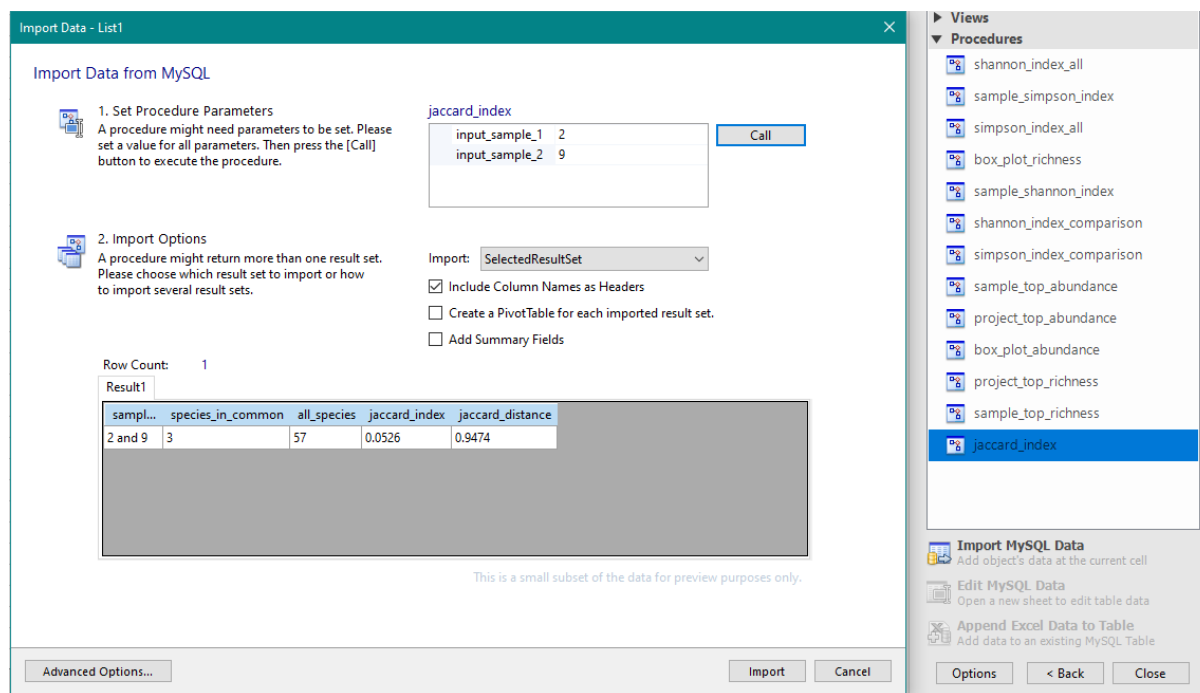 Import Data - List1
Import Data from MySQL
1. Set Procedure Parameters
A procedure might need parameters to be set. Please
set a value for all parameters. Then press the [Call]
button to execute the procedure.
jaccard_index
input_sample_1 2
input_sample_2 9
Call
2. Import Options
A procedure might return more than one result set.
Please choose which result set to import or how
to import several result sets.
Import: SelectedResultSet
Include Column Names as Headers
Create a PivotTable for each imported result set.
Add Summary Fields
Row Count: 1
Result1
sampl... species_in_common all_species jaccard_index jaccard_distance
2 and 9 3 57 0.0526 0.9474
This is a small subset of the data for preview purposes only.
Advanced Options...
Import
Cancel
Views
Procedures
shannon_index_all
sample_simpson_index
simpson_index_all
box_plot_richness
sample_shannon_index
shannon_index_comparison
simpson_index_comparison
sample_top_abundance
project_top_abundance
box_plot_abundance
project_top_richness
sample_top_richness
jaccard_index
Import MySQL Data
Add object's data at the current cell
Edit MySQL Data
Open a new sheet to edit table data
Append Excel Data to Table
Add data to an existing MySQL Table
Options
< Back
Close